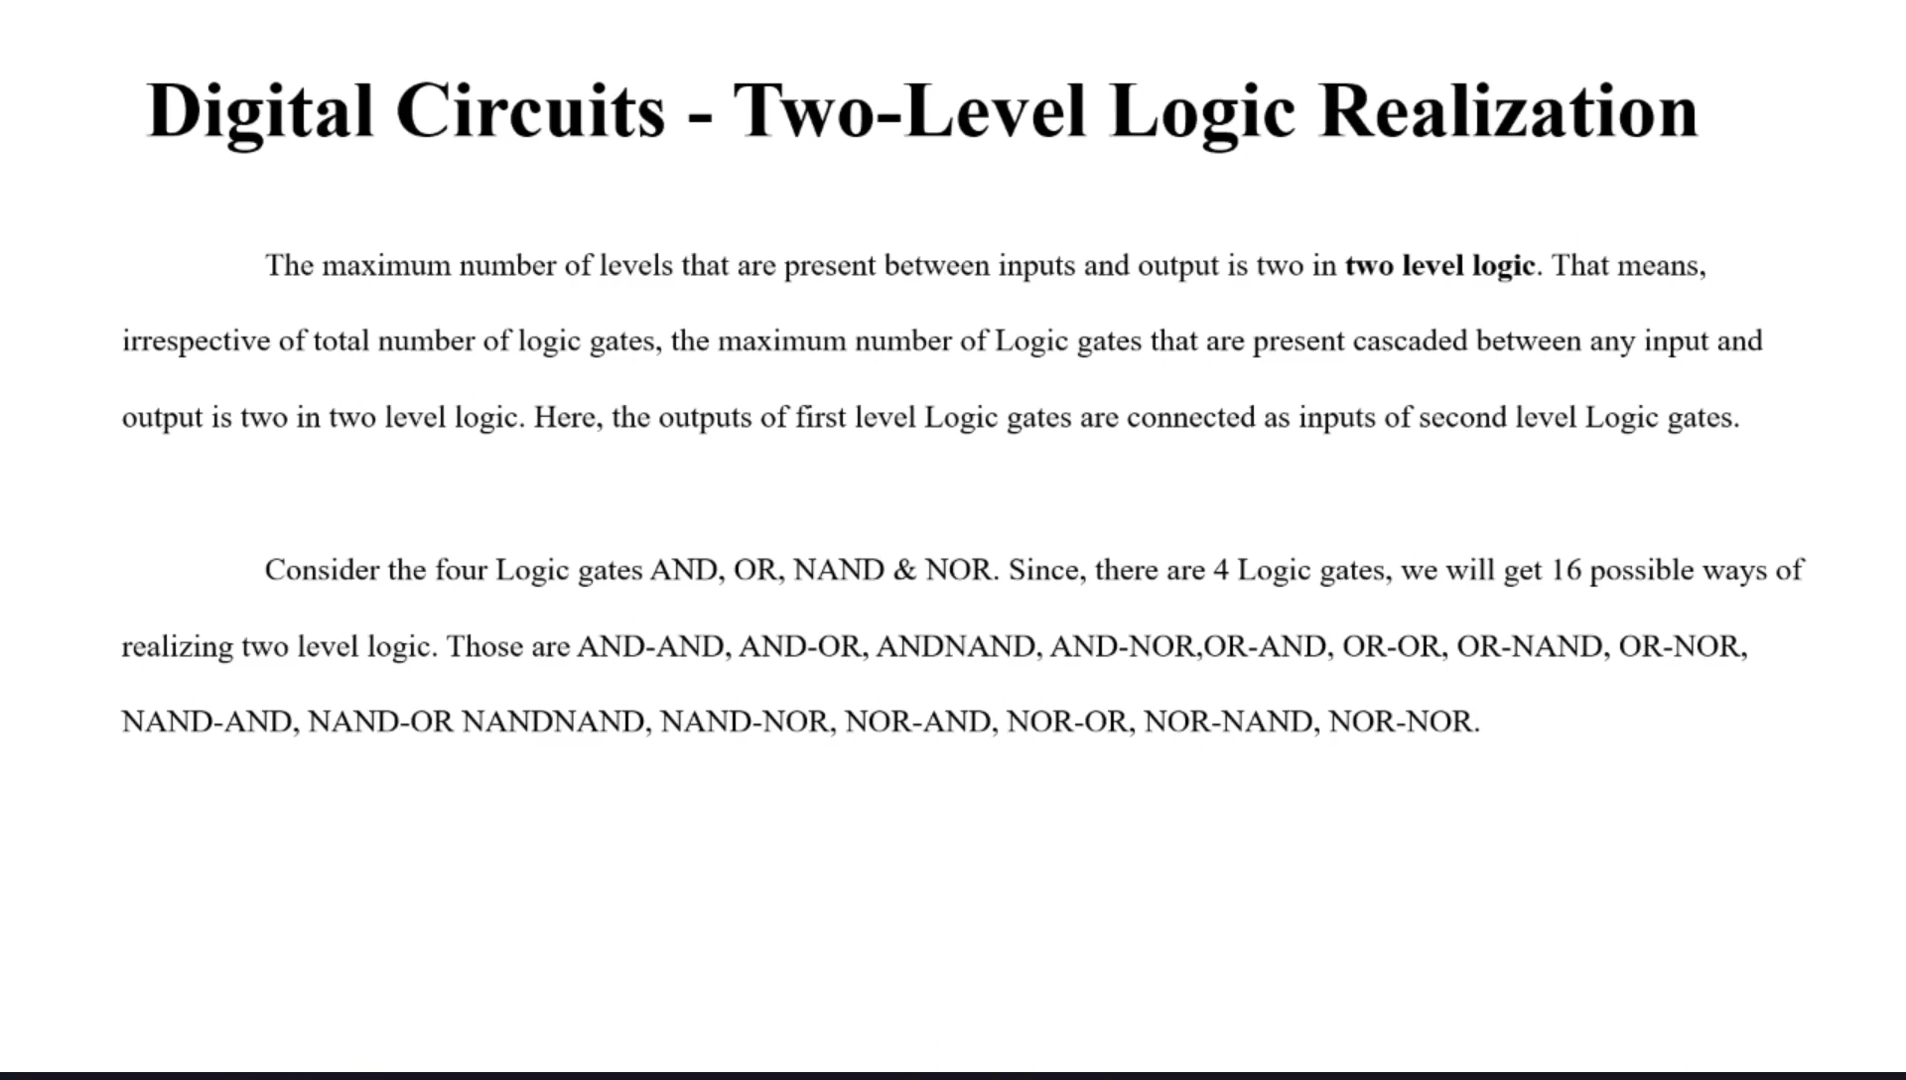 Digital Circuits - Two-Level Logic Realization
The maximum number of levels that are present between inputs and output is two in two level logic. That means,
irrespective of total number of logic gates, the maximum number of Logic gates that are present cascaded between any input and
output is two in two level logic. Here, the outputs of first level Logic gates are connected as inputs of second level Logic gates.
Consider the four Logic gates AND, OR, NAND & NOR. Since, there are 4 Logic gates, we will get 16 possible ways of
realizing two level logic. Those are AND-AND, AND-OR, ANDNAND, AND-NOR,OR-AND, OR-OR, OR-NAND, OR-NOR,
NAND-AND, NAND-OR NANDNAND, NAND-NOR, NOR-AND, NOR-OR, NOR-NAND, NOR-NOR.